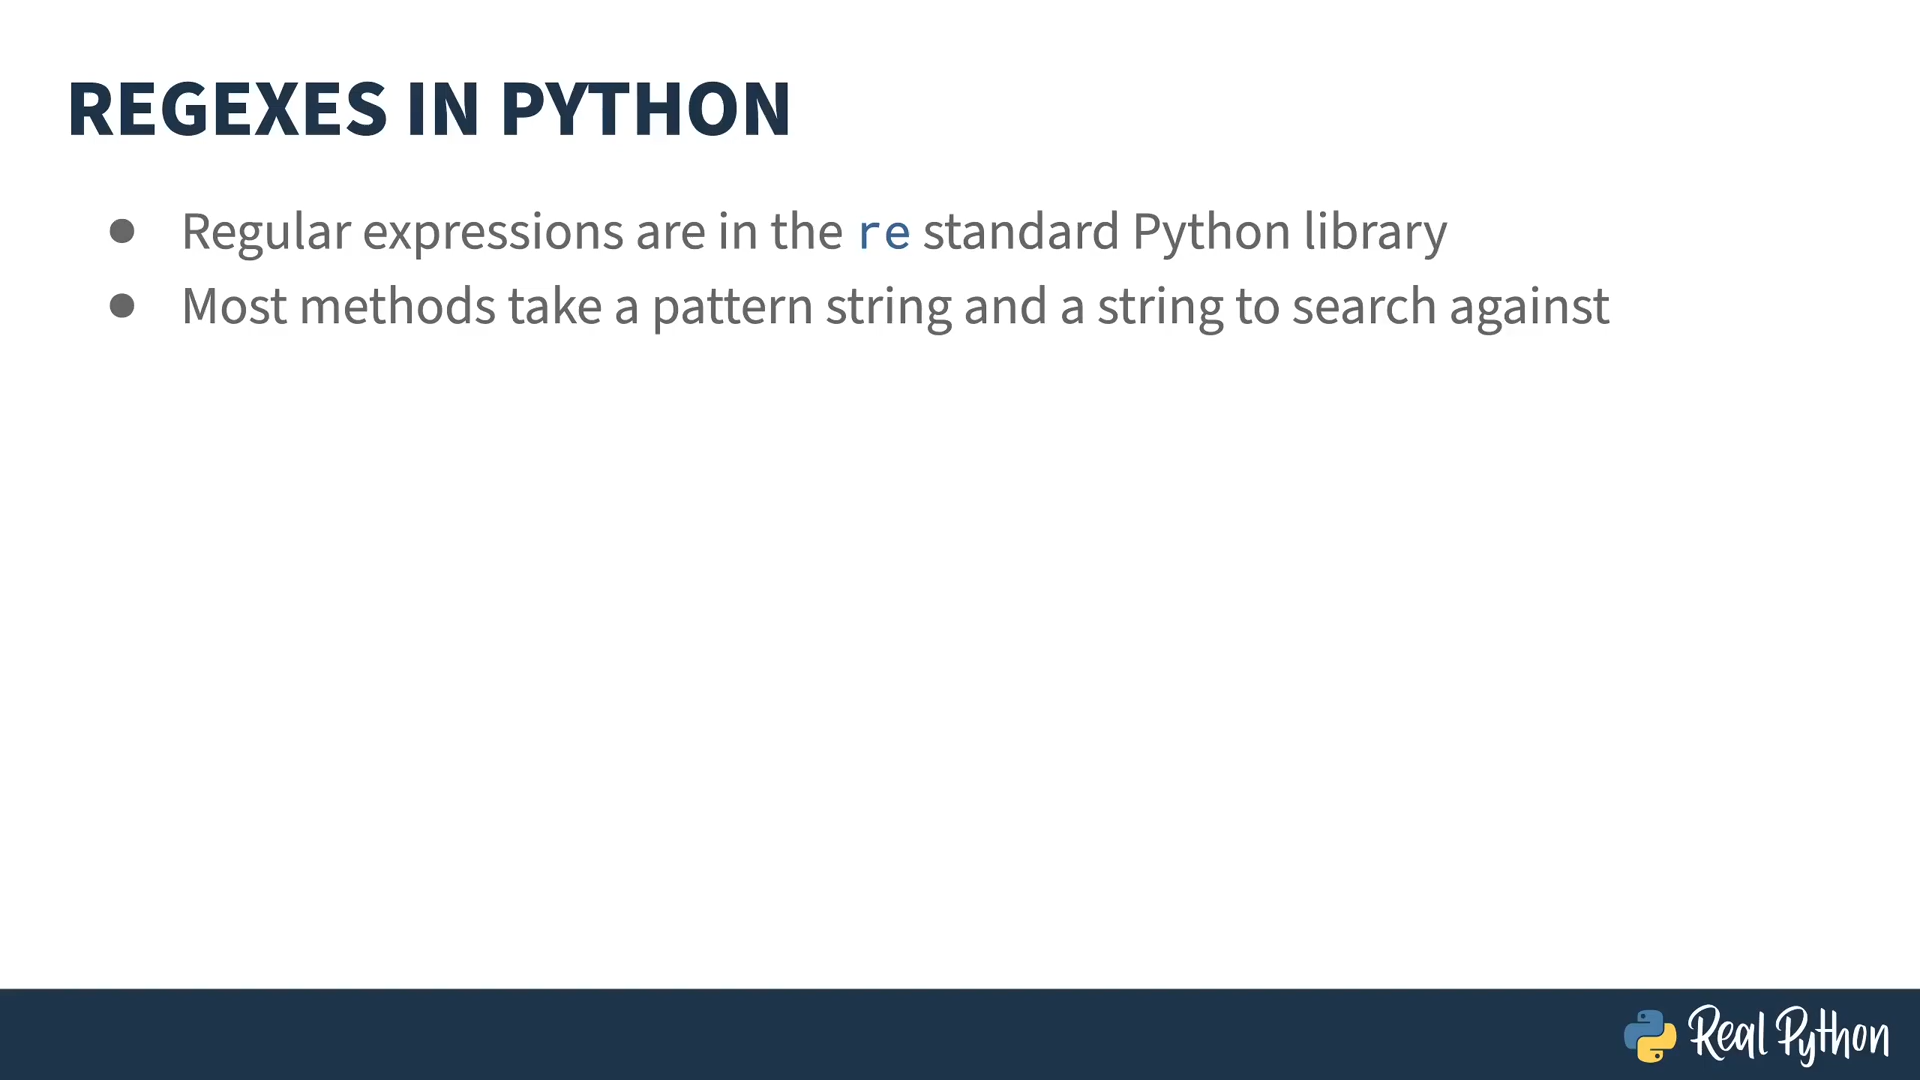 REGEXES IN PYTHON
● Regular expressions are in the re standard Python library
● Most methods take a pattern string and a string to search against
Real Python